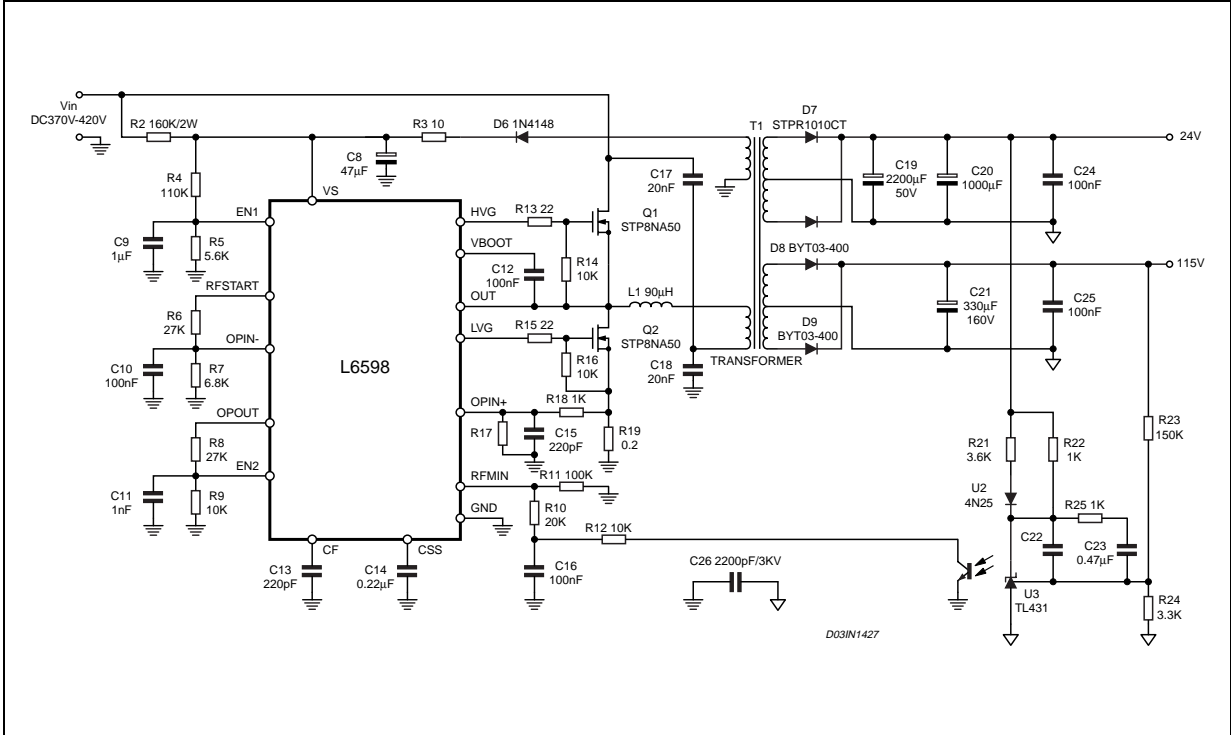 Vin
DC370V-420V
R2 160K/2W
R3 10
D6 1N4148
T1
D7
STPR1010CT
24V
C8
47µF
R4
110K
VS
C17
20nF
C19
2200µF
50V
C20
1000µF
C24
100nF
EN1
HVG
R13 22
Q1
STP8NA50
C9
1µF
R5
5.6K
VBOOT
R14
10K
C12
100nF
D8 BYT03-400
115V
RFSTART
OUT
L1 90µH
C21
330µF
160V
C25
100nF
R6
27K
LVG
R15 22
Q2
STP8NA50
D9
BYT03-400
OPIN-
TRANSFORMER
C10
100nF
R7
6.8K
L6598
R16
10K
C18
20nF
OPOUT
OPIN+
R18 1K
R17
C15
220pF
R19
0.2
R23
150K
R8
27K
R21
3.6K
R22
1K
EN2
RFMIN
R11 100K
U2
4N25
C11
1nF
R9
10K
GND
R10
20K
R25 1K
R12 10K
CF
CSS
C22
C23
0.47µF
C13
220pF
C14
0.22µF
C16
100nF
C26 2200pF/3KV
U3
TL431
R24
3.3K
D03IN1427